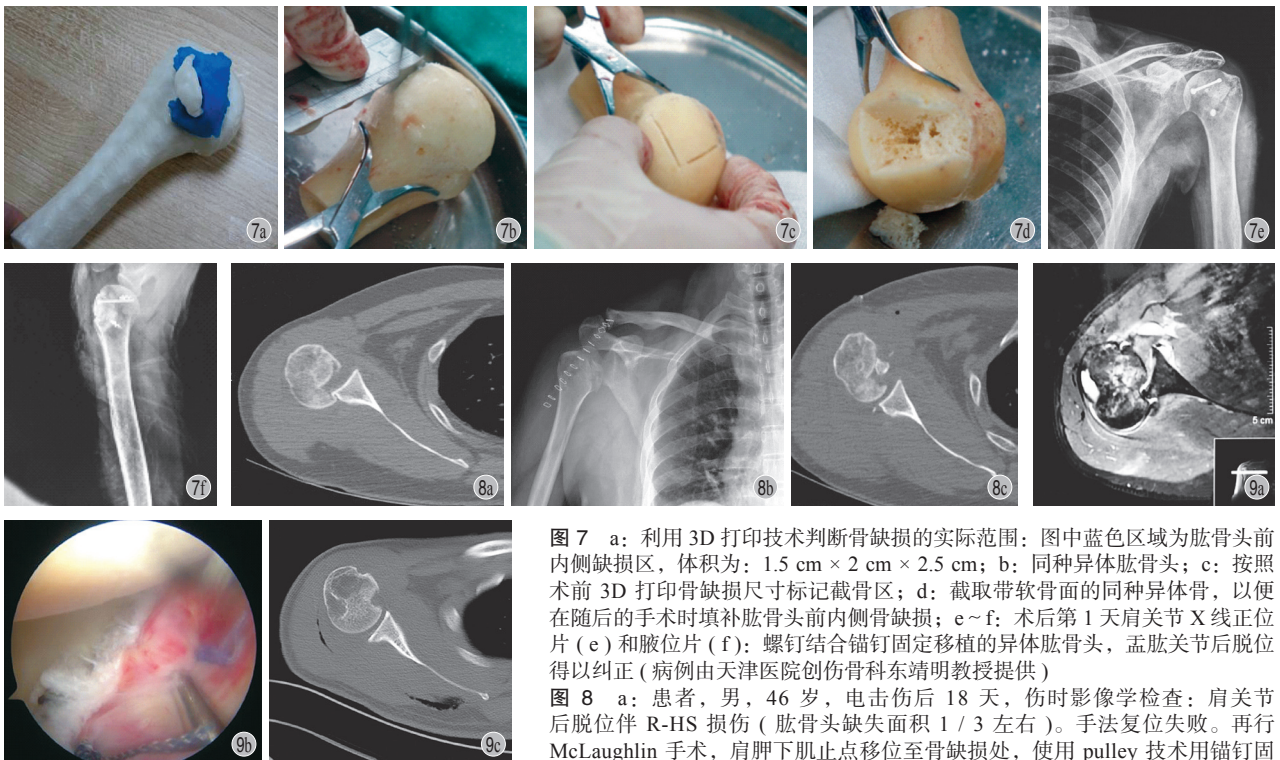 7a
7b
7c
7d
7e
7f
8a
8b
8c
5 cm
9a
9b
9c
图 7 a：利用 3D 打印技术判断骨缺损的实际范围：图中蓝色区域为肱骨头前
内侧缺损区，体积为：1.5 cm × 2 cm × 2.5 cm；b：同种异体肱骨头；c：按照
术前 3D 打印骨缺损尺寸标记截骨区；d：截取带软骨面的同种异体骨，以便
在随后的手术时填补肱骨头前内侧骨缺损；e ~ f：术后第 1 天肩关节 X 线正位
片 ( e ) 和腋位片 ( f )：螺钉结合锚钉固定移植的异体肱骨头，盂肱关节后脱位
得以纠正 ( 病例由天津医院创伤骨科东靖明教授提供 )
图 8 a：患者，男，46 岁，电击伤后 18 天，伤时影像学检查：肩关节
后脱位伴 R-HS 损伤 ( 肱骨头缺失面积 1 / 3 左右 )。手法复位失败。再行
McLaughlin 手术，肩胛下肌止点移位至骨缺损处，使用 pulley 技术用锚钉固